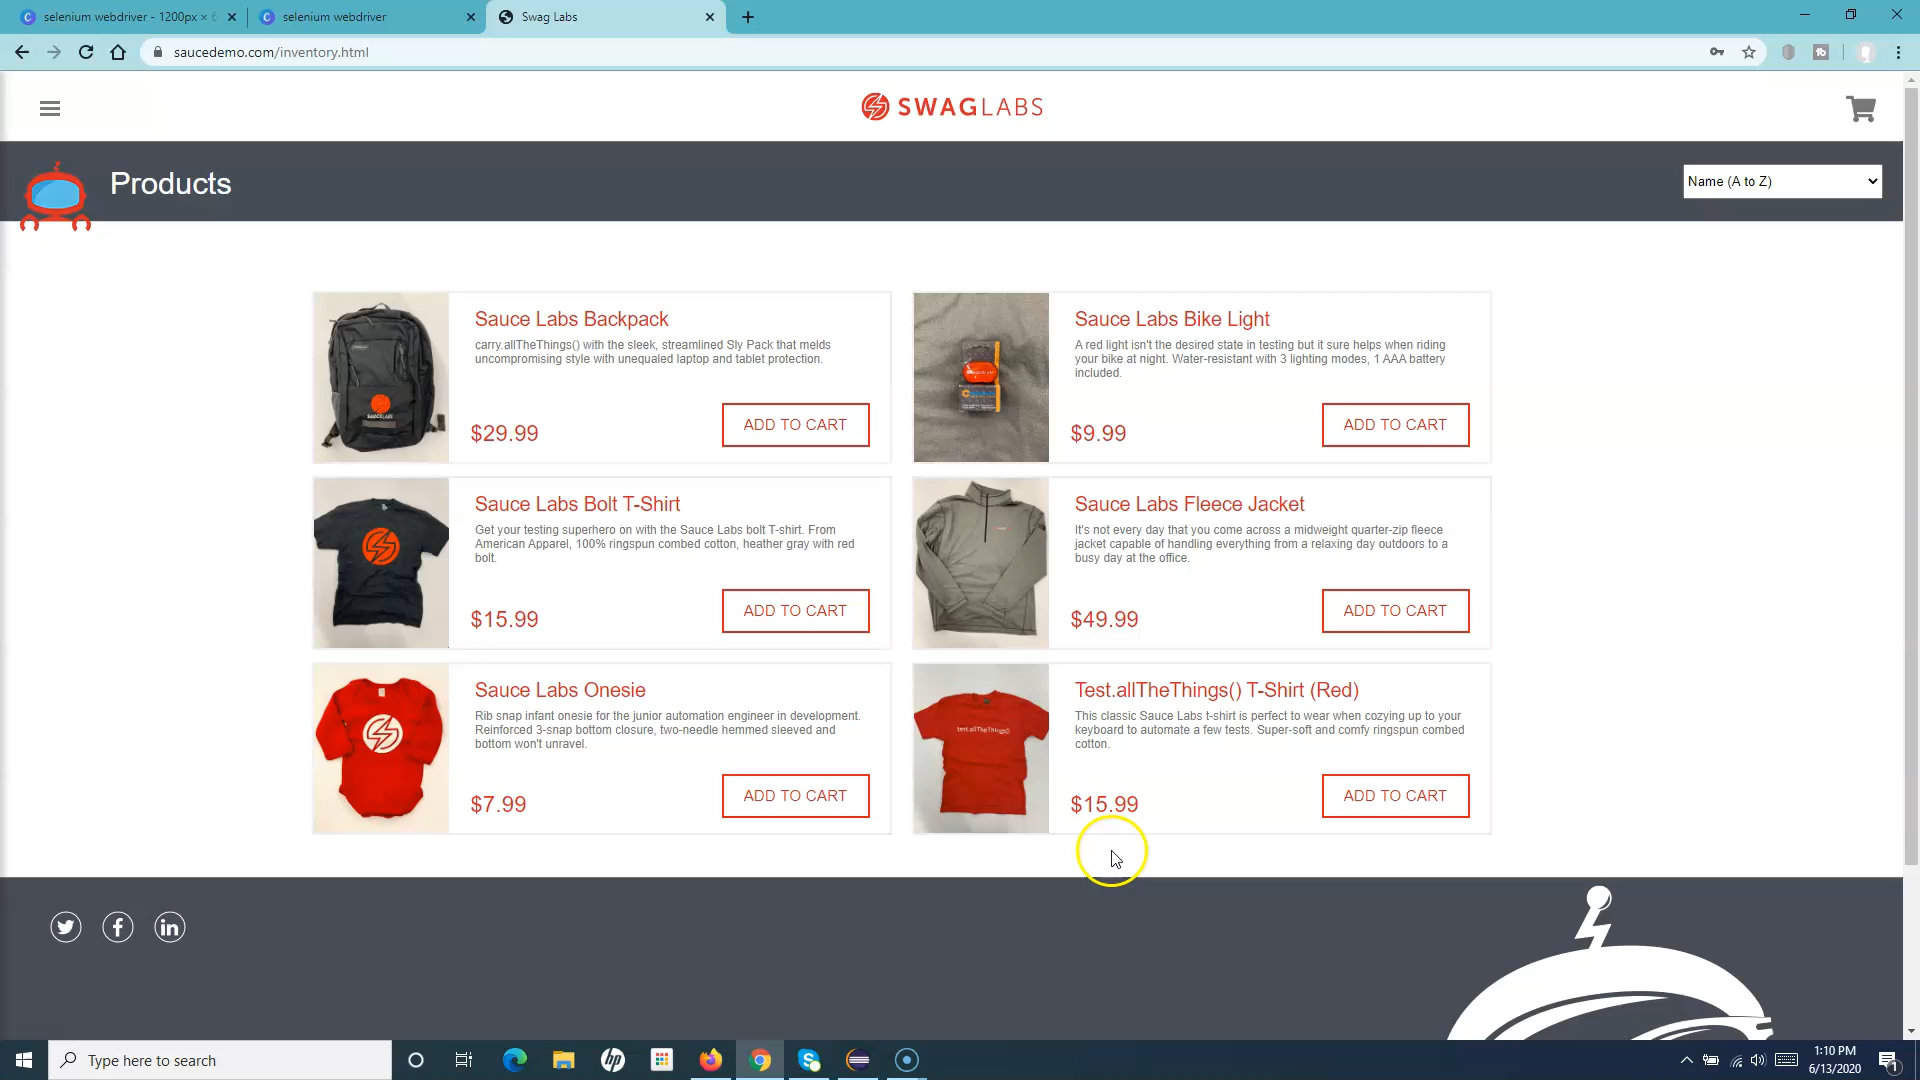 selenium webdriver - 1200px ×
selenium webdriver
Swag Labs
saucedemo.com/inventory.html
SWAGLABS
Products
Name (A to Z)
Sauce Labs Backpack
carry.allTheThings() with the sleek, streamlined Sly Pack that melds
uncompromising style with unequaled laptop and tablet protection.
$29.99
ADD TO CART
Sauce Labs Bike Light
A red light isn't the desired state in testing but it sure helps when riding
your bike at night. Water-resistant with 3 lighting modes, 1 AAA battery
included.
$9.99
ADD TO CART
Sauce Labs Bolt T-Shirt
Get your testing superhero on with the Sauce Labs bolt T-shirt. From
American Apparel, 100% ringspun combed cotton, heather gray with red
bolt.
$15.99
ADD TO CART
Sauce Labs Fleece Jacket
It's not every day that you come across a midweight quarter-zip fleece
jacket capable of handling everything from a relaxing day outdoors to a
busy day at the office.
$49.99
ADD TO CART
Sauce Labs Onesie
Rib snap infant onesie for the junior automation engineer in development.
Reinforced 3-snap bottom closure, two-needle hemmed sleeved and
bottom won't unravel.
$7.99
ADD TO CART
test.allTheThings()
Test.allTheThings() T-Shirt (Red)
This classic Sauce Labs t-shirt is perfect to wear when cozying up to your
keyboard to automate a few tests. Super-soft and comfy ringspun combed
cotton.
$15.99
ADD TO CART
Type here to search
1:10 PM
6/13/2020